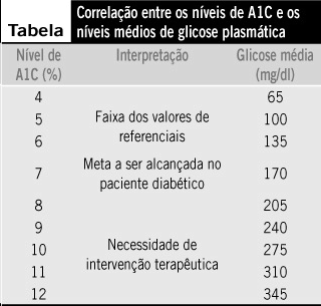 Tabela
Correlação entre os níveis de A1C e os
níveis médios de glicose plasmática
Nível de A1C (%) Interpretação Glicose média (mg/dl)
4 65
5 Faixa dos valores de 100
6 referenciais 135
7 Meta a ser alcançada no paciente diabético 170
8 205
9 240
10 Necessidade de 275
11 intervenção terapêutica 310
12 345